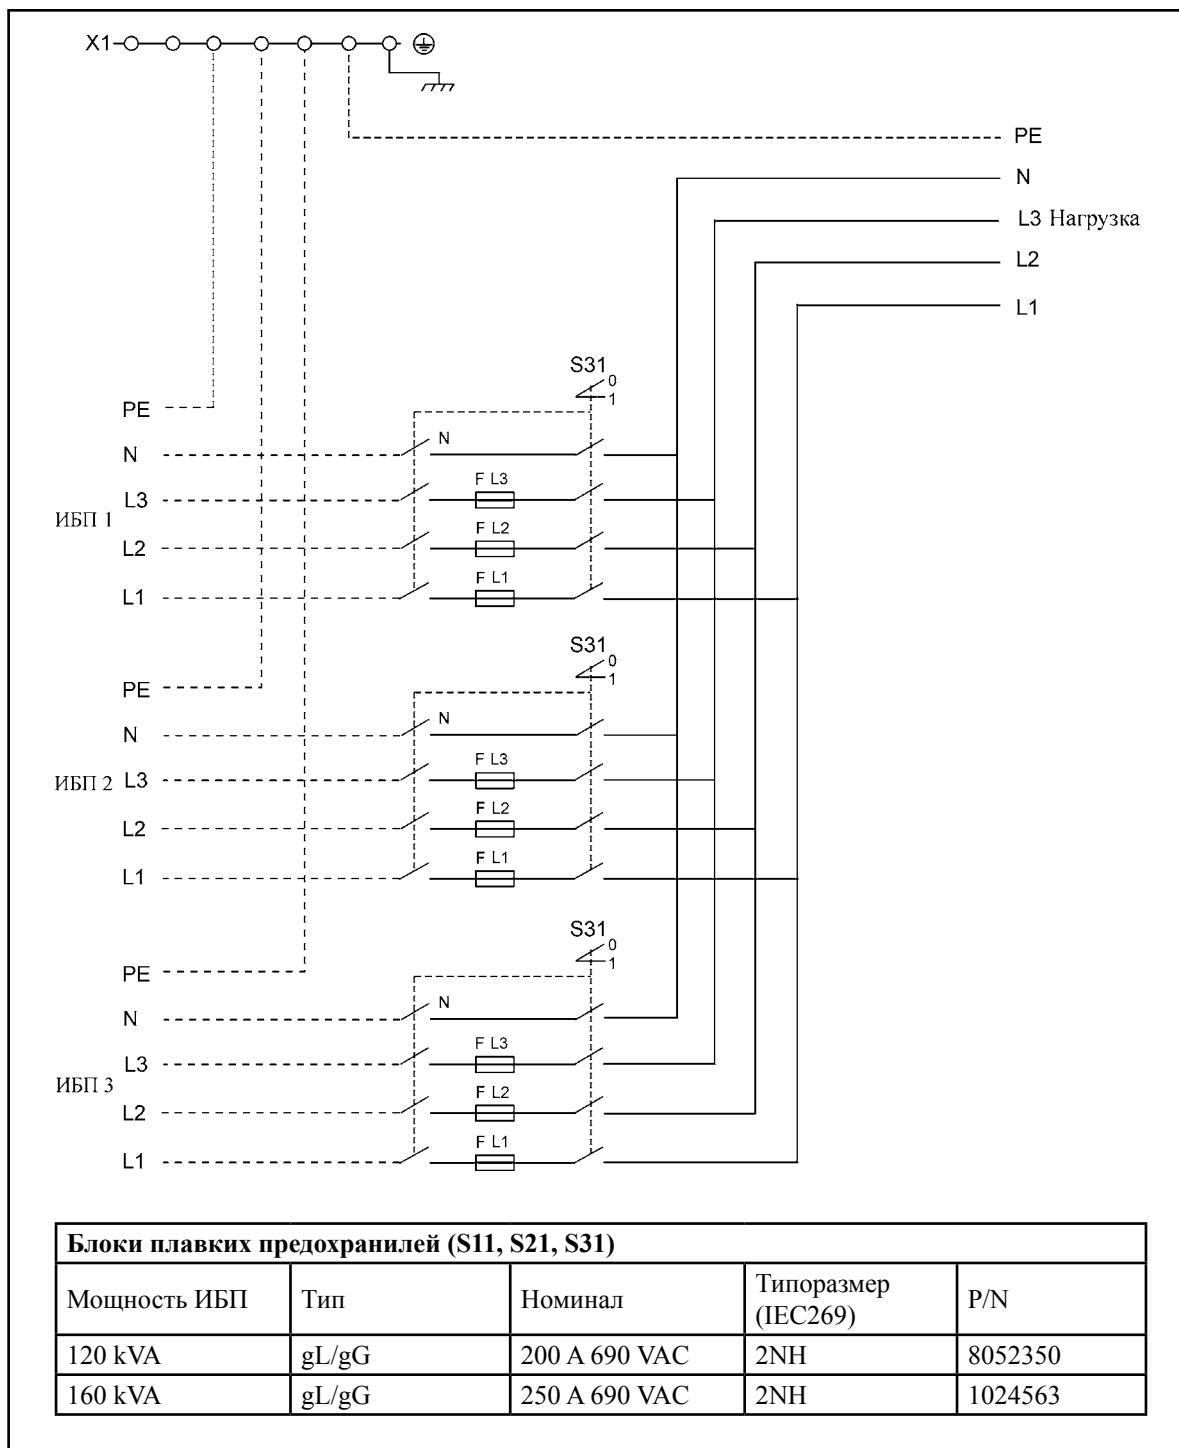 X1
PE
N
L3 Нагрузка
L2
L1
S31
0
1
PE
N
N
L3
F L3
ИБП 1
L2
F L2
L1
F L1
S31
0
1
PE
N
N
ИБП 2
L3
F L3
L2
F L2
L1
F L1
S31
0
1
PE
N
N
L3
F L3
ИБП 3
L2
F L2
L1
F L1
Блоки плавких предохранилей (S11, S21, S31)
Мощность ИБП Тип Номинал Типоразмер (IEC269) P/N
120 kVA gL/gG 200 A 690 VAC 2NH 8052350
160 kVA gL/gG 250 A 690 VAC 2NH 1024563